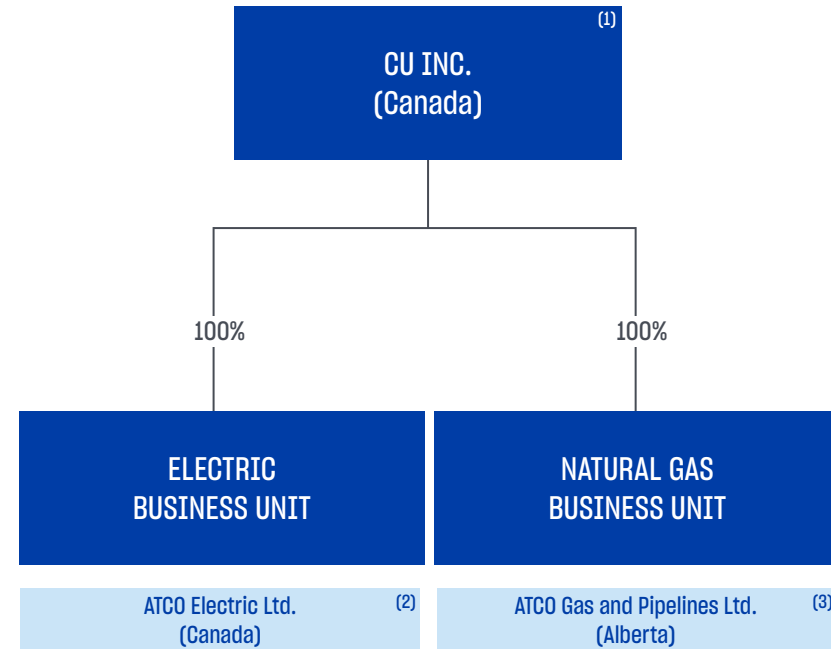 (1)
CU INC.
(Canada)
100%
100%
ELECTRIC
BUSINESS UNIT
NATURAL GAS
BUSINESS UNIT
ATCO Electric Ltd. (2)
(Canada)
ATCO Gas and Pipelines Ltd. (3)
(Alberta)